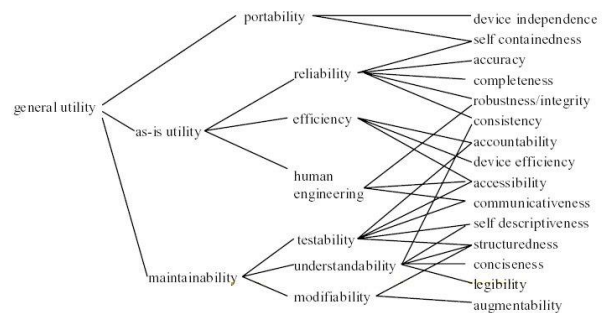 portability
device independence
self containedness
reliability
accuracy
completeness
general utility
robustness/integrity
as-is utility
efficiency
consistency
accountability
device efficiency
human
engineering
accessibility
communicativeness
self descriptiveness
testability
structuredness
understandability
conciseness
maintainability
legibility
modifiability
augmentability